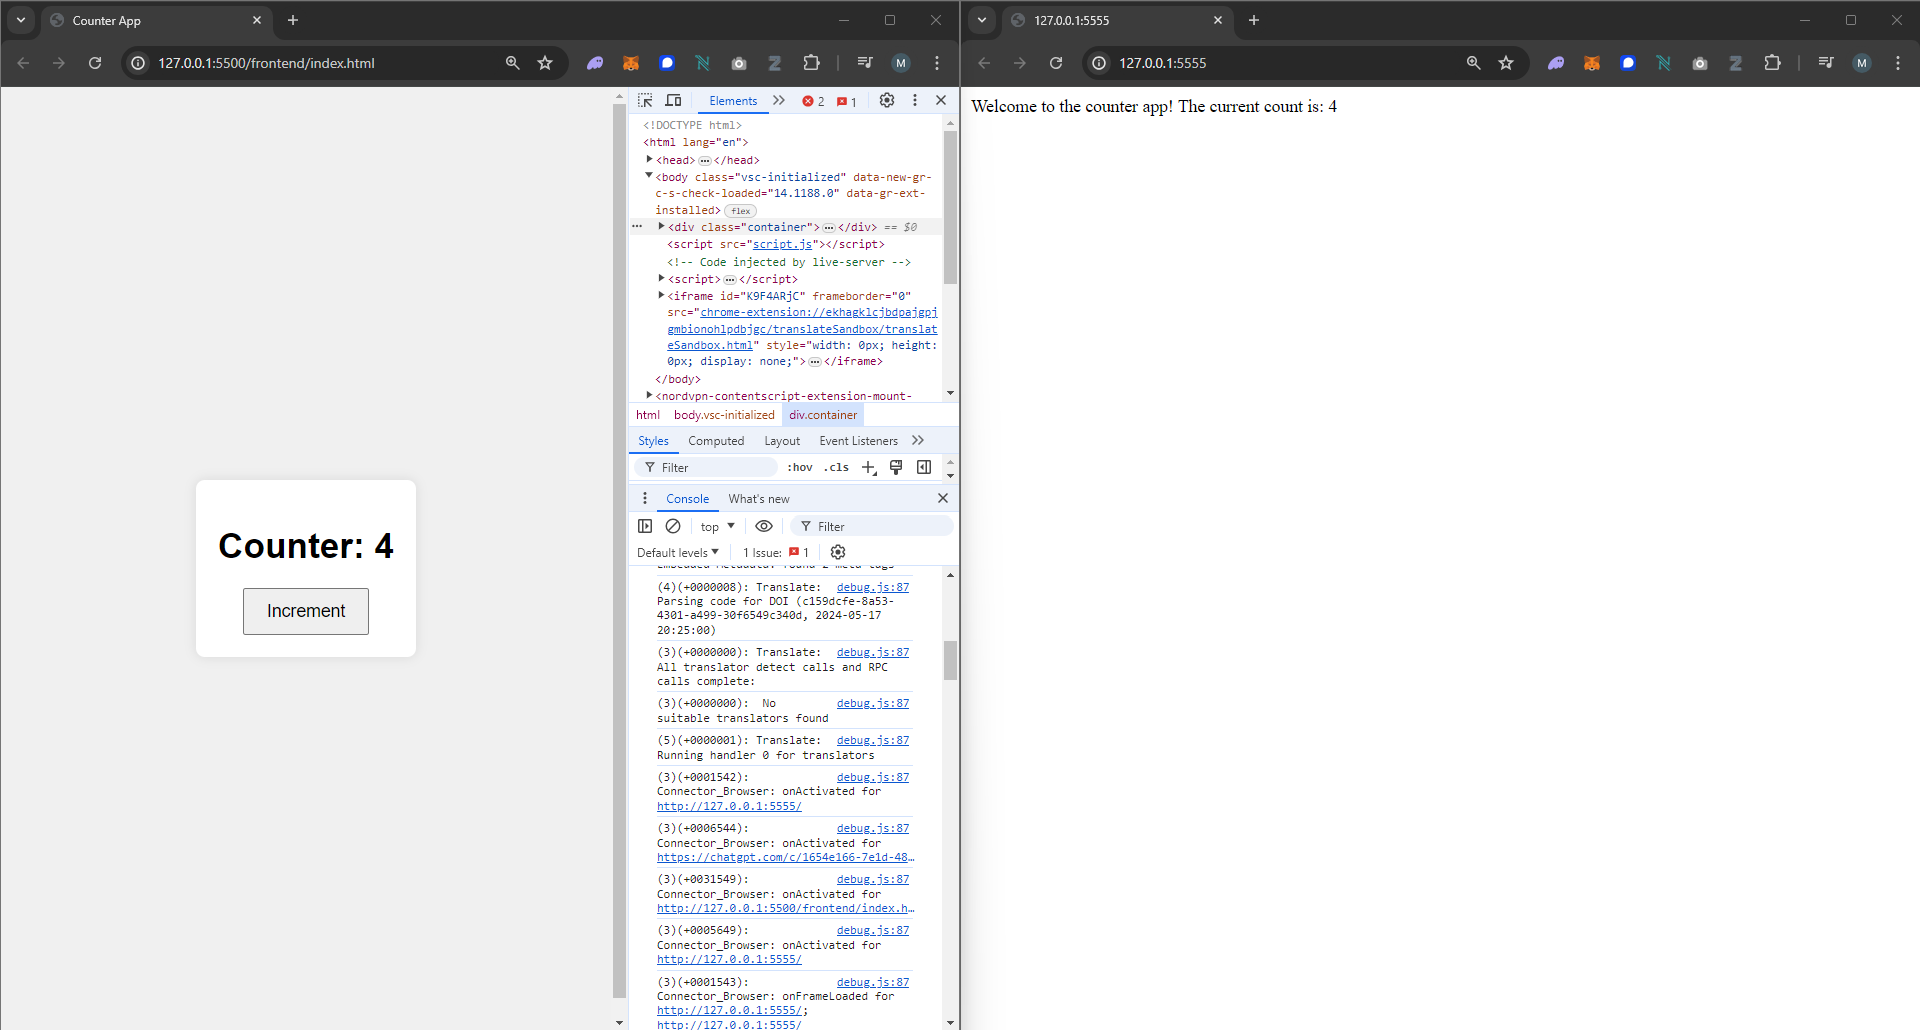 Counter App
127.0.0.1:5500/frontend/index.html
M
Counter: 4
Increment
Elements
2
1
<!DOCTYPE html>
<html lang="en">
<head> … </head>
<body class="vsc-initialized" data-new-gr-
c-s-check-loaded="14.1188.0" data-gr-ext-
installed> flex
<div class="container"> … </div> == $0
<script src="script.js"></script>
<!-- Code injected by live-server -->
<script> … </script>
<iframe id="K9F4ARjC" frameborder="0"
src="chrome-extension://ekhagklcjbdpajgpj
gmbionohlpdbjgc/translateSandbox/translat
eSandbox.html" style="width: 0px; height:
0px; display: none;"> … </iframe>
</body>
<nordvpn-contentscript-extension-mount-
html body.vsc-initialized div.container
Styles Computed Layout Event Listeners
Filter :hov .cls
Console What's new
top Filter
Default levels 1 Issue: 1
Embedded Metadata: found 2 meta tags
(4)(+0000008): Translate: debug.js:87
Parsing code for DOI (c159dcfe-8a53-
4301-a499-30f6549c340d, 2024-05-17
20:25:00)
(3)(+0000000): Translate: debug.js:87
All translator detect calls and RPC
calls complete:
(3)(+0000000): No debug.js:87
suitable translators found
(5)(+0000001): Translate: debug.js:87
Running handler 0 for translators
(3)(+0001542): debug.js:87
Connector_Browser: onActivated for
http://127.0.0.1:5555/
(3)(+0006544): debug.js:87
Connector_Browser: onActivated for
https://chatgpt.com/c/1654e166-7e1d-48…
(3)(+0031549): debug.js:87
Connector_Browser: onActivated for
http://127.0.0.1:5500/frontend/index.h…
(3)(+0005649): debug.js:87
Connector_Browser: onActivated for
http://127.0.0.1:5555/
(3)(+0001543): debug.js:87
Connector_Browser: onFrameLoaded for
http://127.0.0.1:5555/;
http://127.0.0.1:5555/
127.0.0.1:5555
127.0.0.1:5555
M
Welcome to the counter app! The current count is: 4